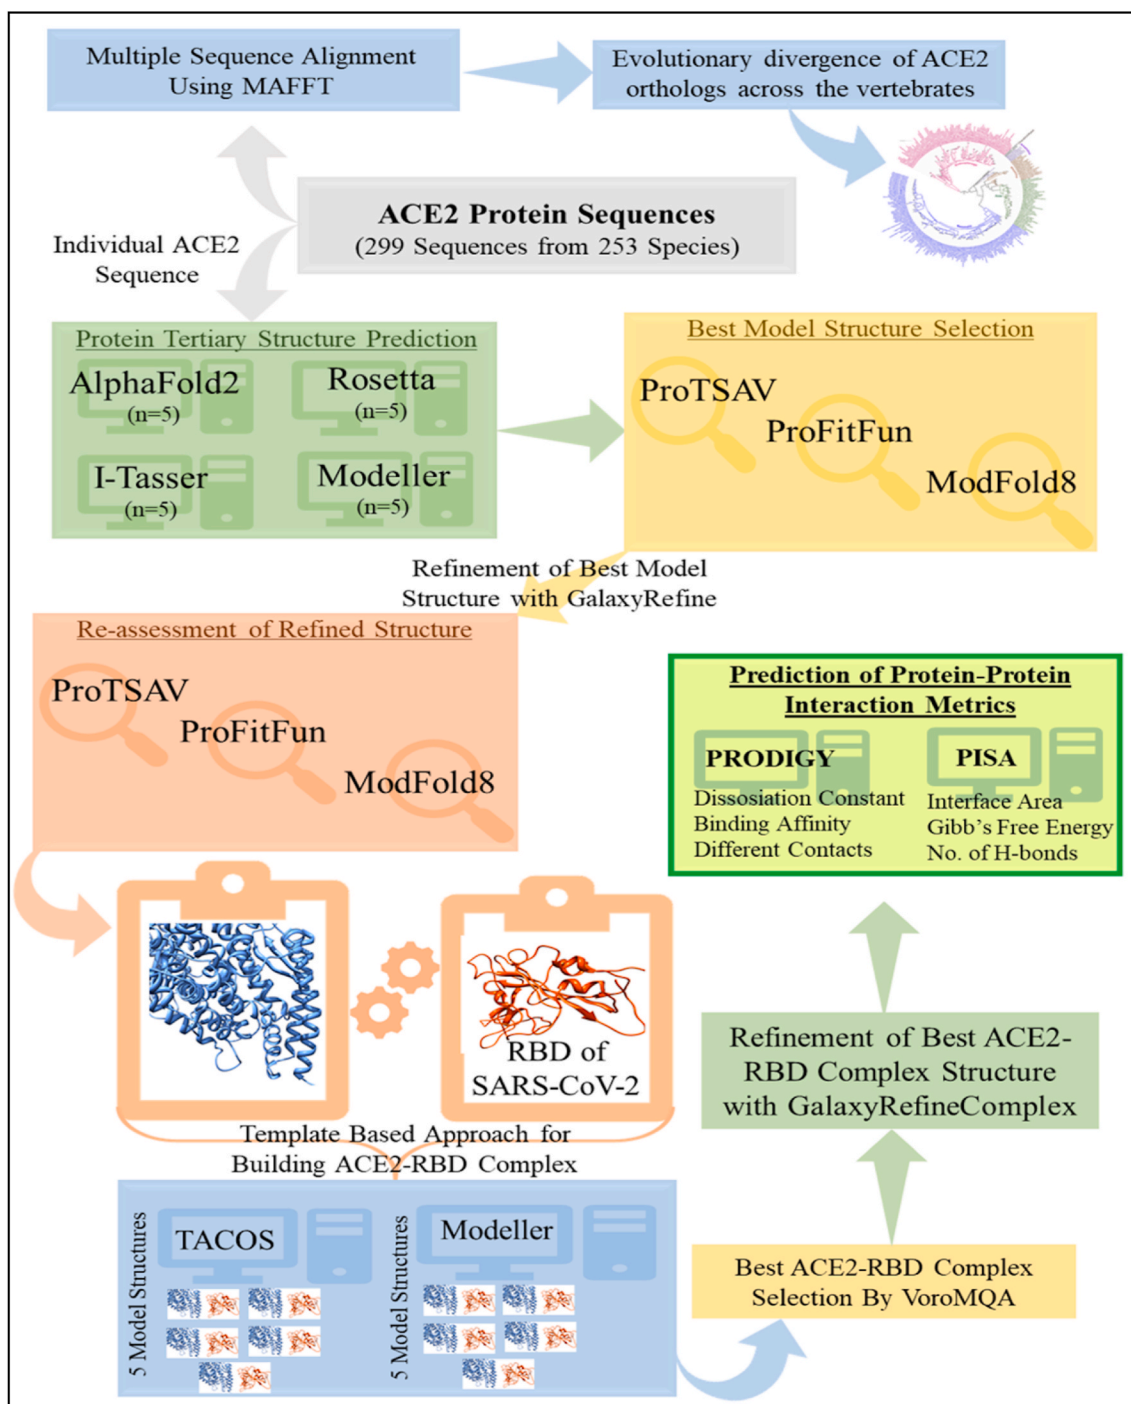 Multiple Sequence Alignment
Using MAFFT
Evolutionary divergence of ACE2
orthologs across the vertebrates
ACE2 Protein Sequences
(299 Sequences from 253 Species)
Individual ACE2
Sequence
Protein Tertiary Structure Prediction
AlphaFold2
(n=5)
Rosetta
(n=5)
I-Tasser
(n=5)
Modeller
(n=5)
Best Model Structure Selection
ProTSAV
ProFitFun
ModFold8
Refinement of Best Model
Structure with GalaxyRefine
Re-assessment of Refined Structure
ProTSAV
ProFitFun
ModFold8
RBD of
SARS-CoV-2
Template Based Approach for
Building ACE2-RBD Complex
5 Model Structures
TACOS
5 Model Structures
Modeller
Best ACE2-RBD Complex
Selection By VoroMQA
Refinement of Best ACE2-
RBD Complex Structure
with GalaxyRefineComplex
Prediction of Protein-Protein
Interaction Metrics
PRODIGY
Dissosiation Constant
Binding Affinity
Different Contacts
PISA
Interface Area
Gibb's Free Energy
No. of H-bonds